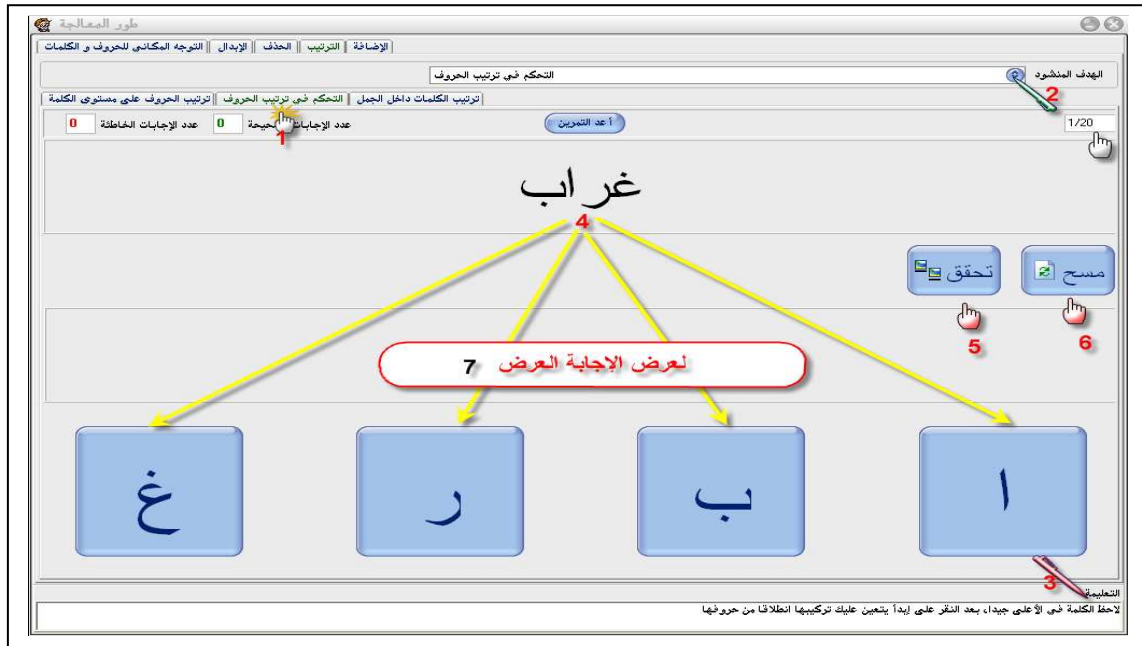 طور المعالجة
الإضافة الترتيب الحذف الإبدال التوجه المكاني للحروف و الكلمات
الهدف المنشود التحكم في ترتيب الحروف
2
ترتيب الكلمات داخل الجمل التحكم في ترتيب الحروف ترتيب الحروف على مستوى الكلمة
1/20 أعد التمرين عدد الإجابات 0 عدد الإجابات الخاطئة 0
1
غراب
4
مسح تحقق
6 5
لعرض الاجابة العرض 7
ا ب ر غ
3
التعليمة
لاحظ الكلمة في الأعلى جيدا، بعد النقر على إبدأ يتعين عليك تركيبها انطلاقا من حروفها